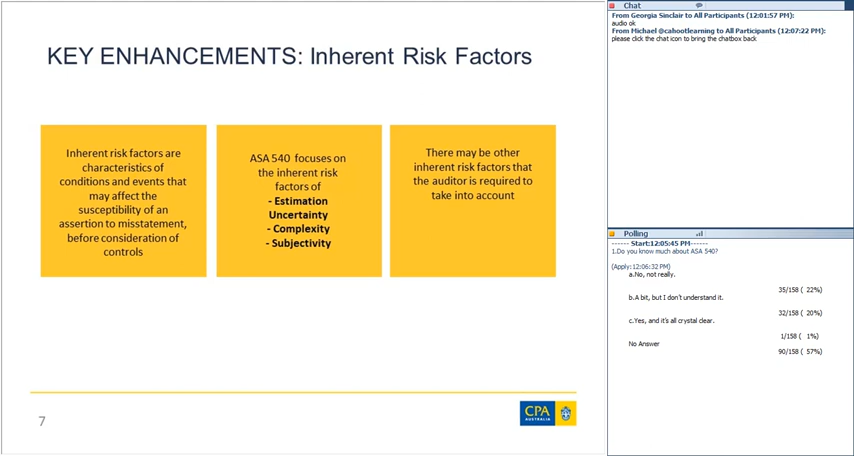 KEY ENHANCEMENTS: Inherent Risk Factors
Inherent risk factors are
characteristics of
conditions and events that
may affect the
susceptibility of an
assertion to misstatement,
before consideration of
controls
ASA 540 focuses on
the inherent risk
factors of
- Estimation
Uncertainty
- Complexity
- Subjectivity
There may be other
inherent risk factors that
the auditor is required to
take into account
7
CPA
AUSTRALIA
Chat
From Georgia Sinclair to All Participants (12:01:57 PM):
audio ok
From Michael @cahootlearning to All Participants (12:07:22 PM):
please click the chat icon to bring the chatbox back
Polling
------ Start:12:05:45 PM------
1.Do you know much about ASA 540?
(Apply:12:06:32 PM)
a.No, not really.
35/158 ( 22%)
b.A bit, but I don't understand it.
32/158 ( 20%)
c.Yes, and it's all crystal clear.
1/158 ( 1%)
No Answer
90/158 ( 57%)